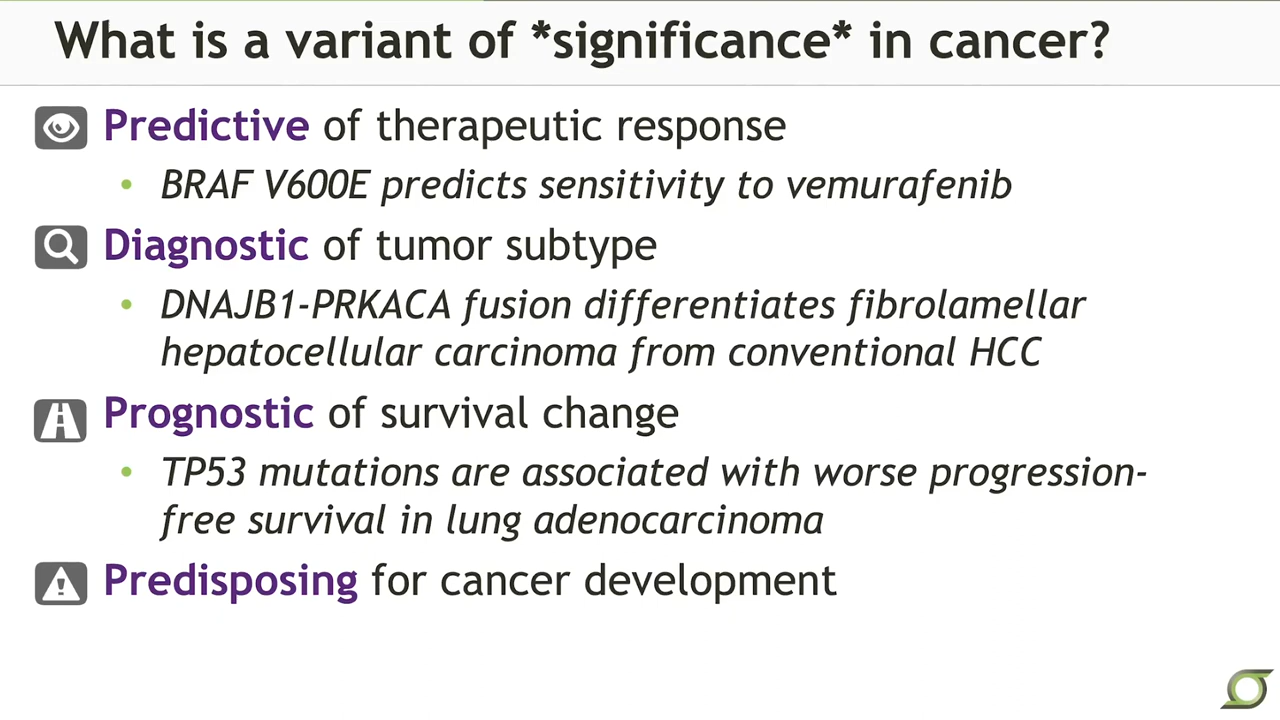 What is a variant of *significance* in cancer?
Predictive of therapeutic response
• BRAF V600E predicts sensitivity to vemurafenib
Diagnostic of tumor subtype
• DNAJB1-PRKACA fusion differentiates fibrolamellar
hepatocellular carcinoma from conventional HCC
Prognostic of survival change
• TP53 mutations are associated with worse progression-
free survival in lung adenocarcinoma
Predisposing for cancer development